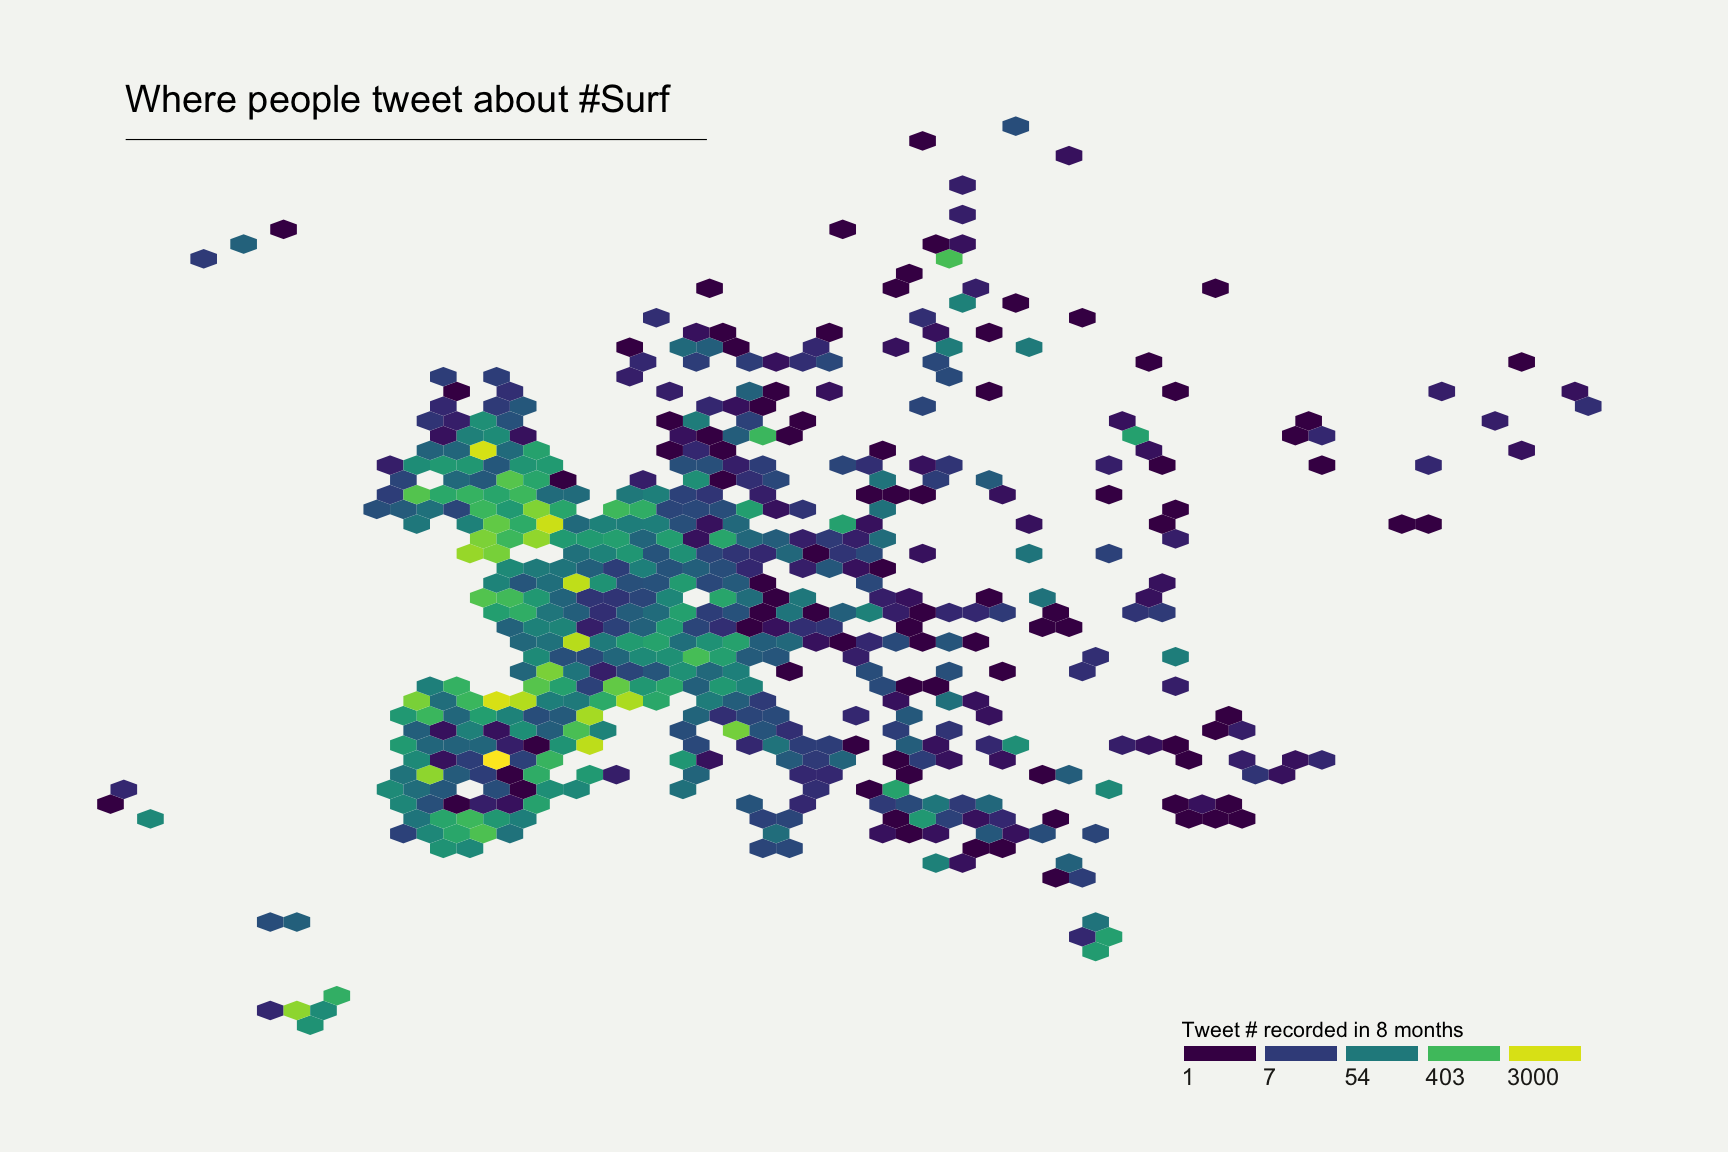 Where people tweet about #Surf
Tweet # recorded in 8 months
1 7 54 403 3000